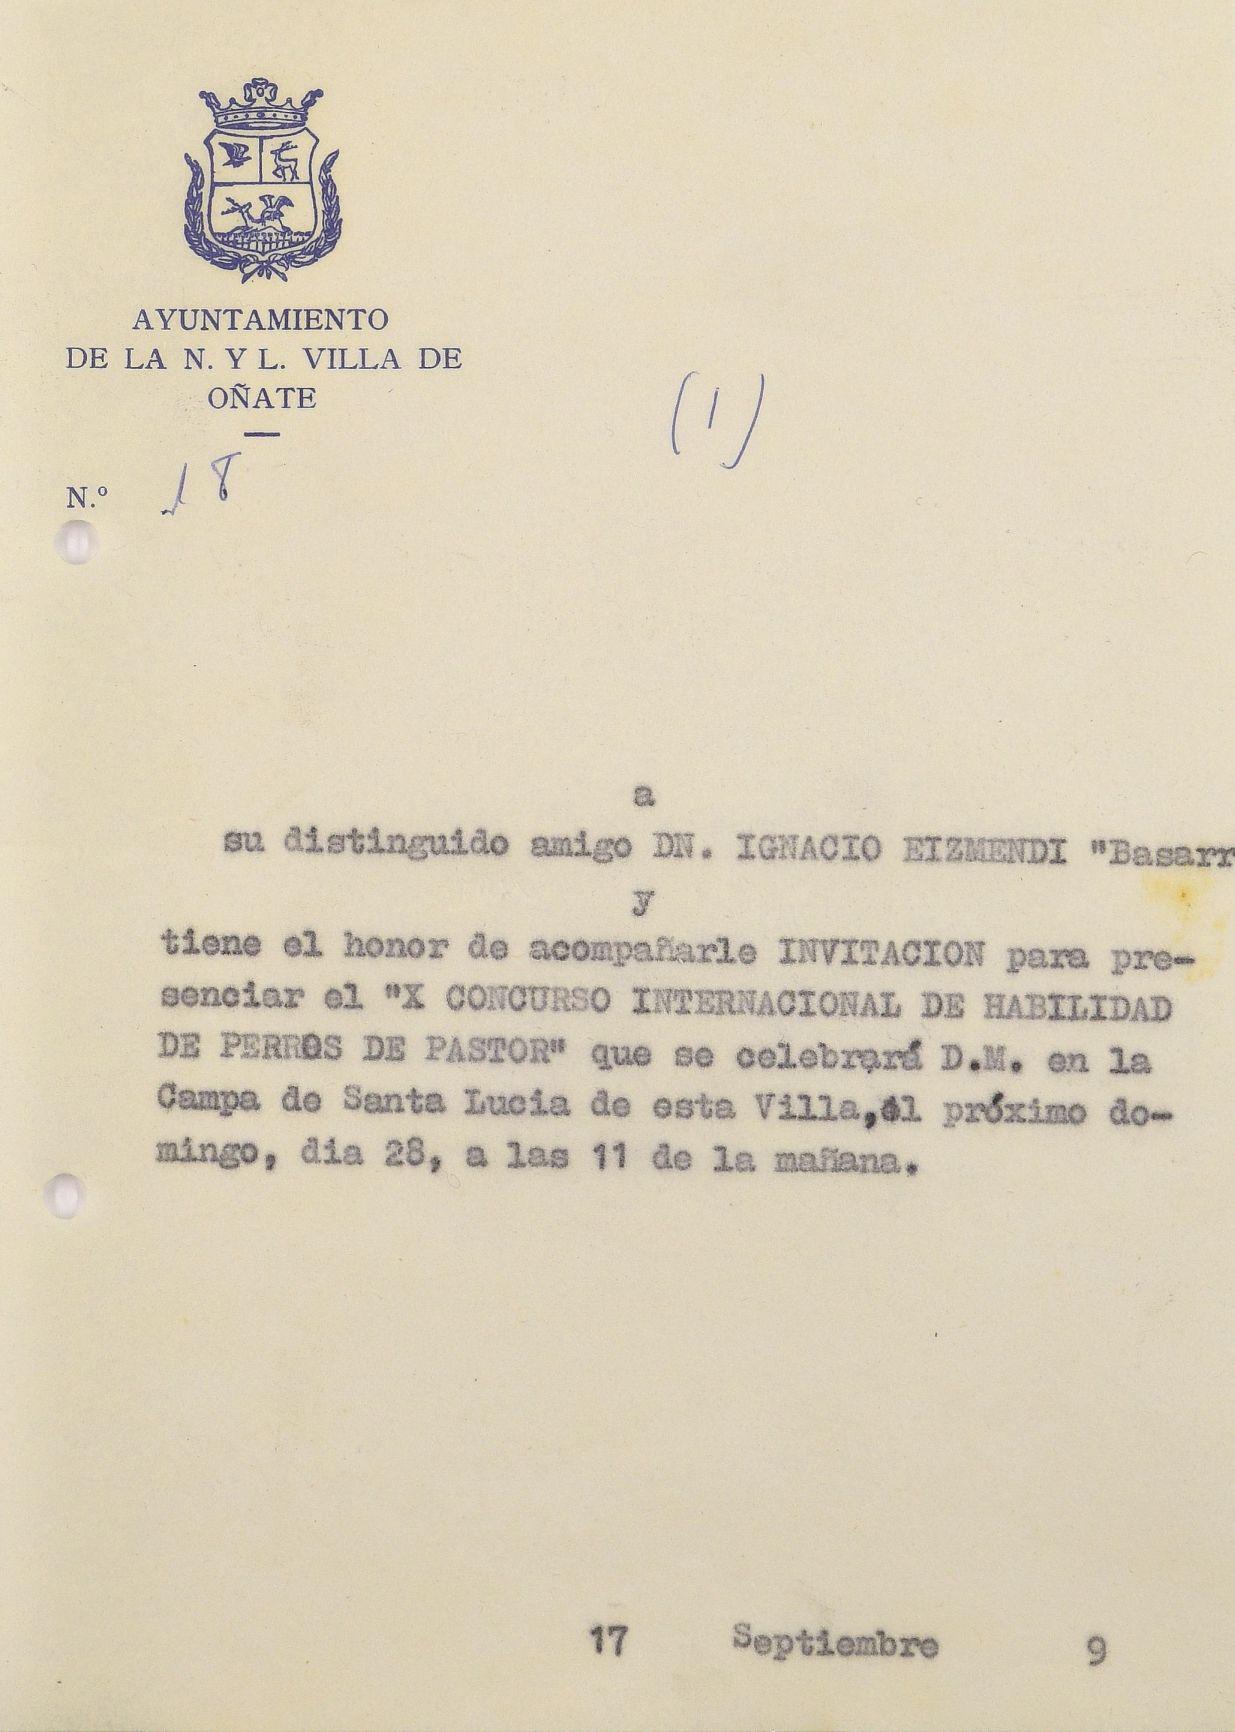 AYUNTAMIENTO
DE LA N. Y L. VILLA DE
OÑATE
(1)
N.º 18
a
su distinguido amigo DN. IGNACIO EIZMENDI "Basarr
y
tiene el honor de acompañarle INVITACION para pre-
senciar el "X CONCURSO INTERNACIONAL DE HABILIDAD
DE PERROS DE PASTOR" que se celebrará D.M. en la
Campa de Santa Lucia de esta Villa, el próximo do-
mingo, dia 28, a las 11 de la mañana.
17 Septiembre 9